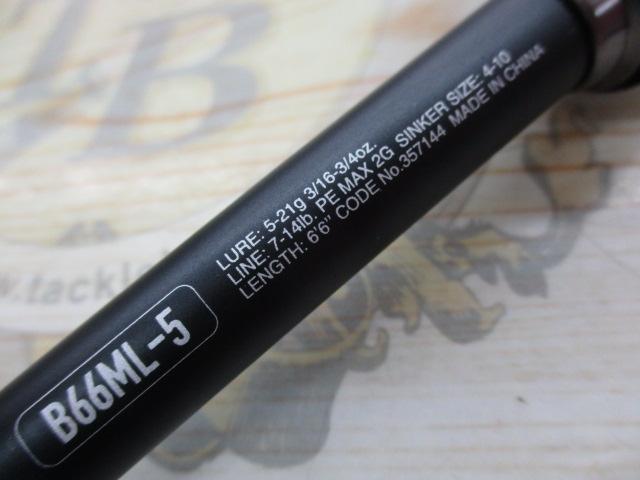 LURE: 5-21g 3/16-3/4oz.
LINE: 7-14lb. PE MAX 2G SINKER SIZE: 4-10
LENGTH: 6'6" CODE No.357144 MADE IN CHINA
B66ML-5
B
w.tackle